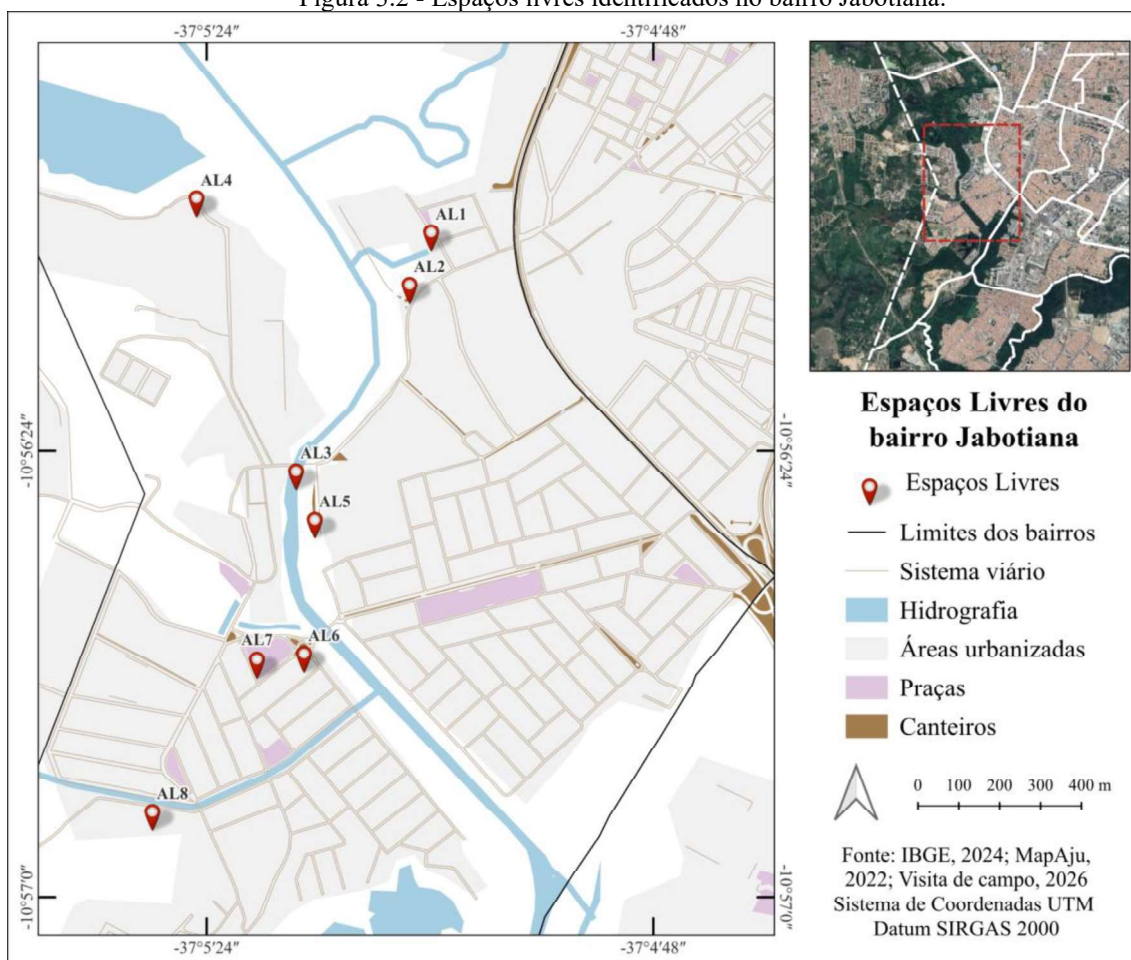 Figura 3.2 - Espaços livres identificados no bairro Jabotiana.
-37°5′24″
-37°4′48″
AL4
AL1
AL2
-10°56′24″
-10°56′24″
AL3
AL5
AL7
AL6
AL8
-10°57′0″
-10°57′0″
-37°5′24″
-37°4′48″
Espaços Livres do
bairro Jabotiana
Espaços Livres
Limites dos bairros
Sistema viário
Hidrografia
Áreas urbanizadas
Praças
Canteiros
0 100 200 300 400 m
Fonte: IBGE, 2024; MapAju,
2022; Visita de campo, 2026
Sistema de Coordenadas UTM
Datum SIRGAS 2000